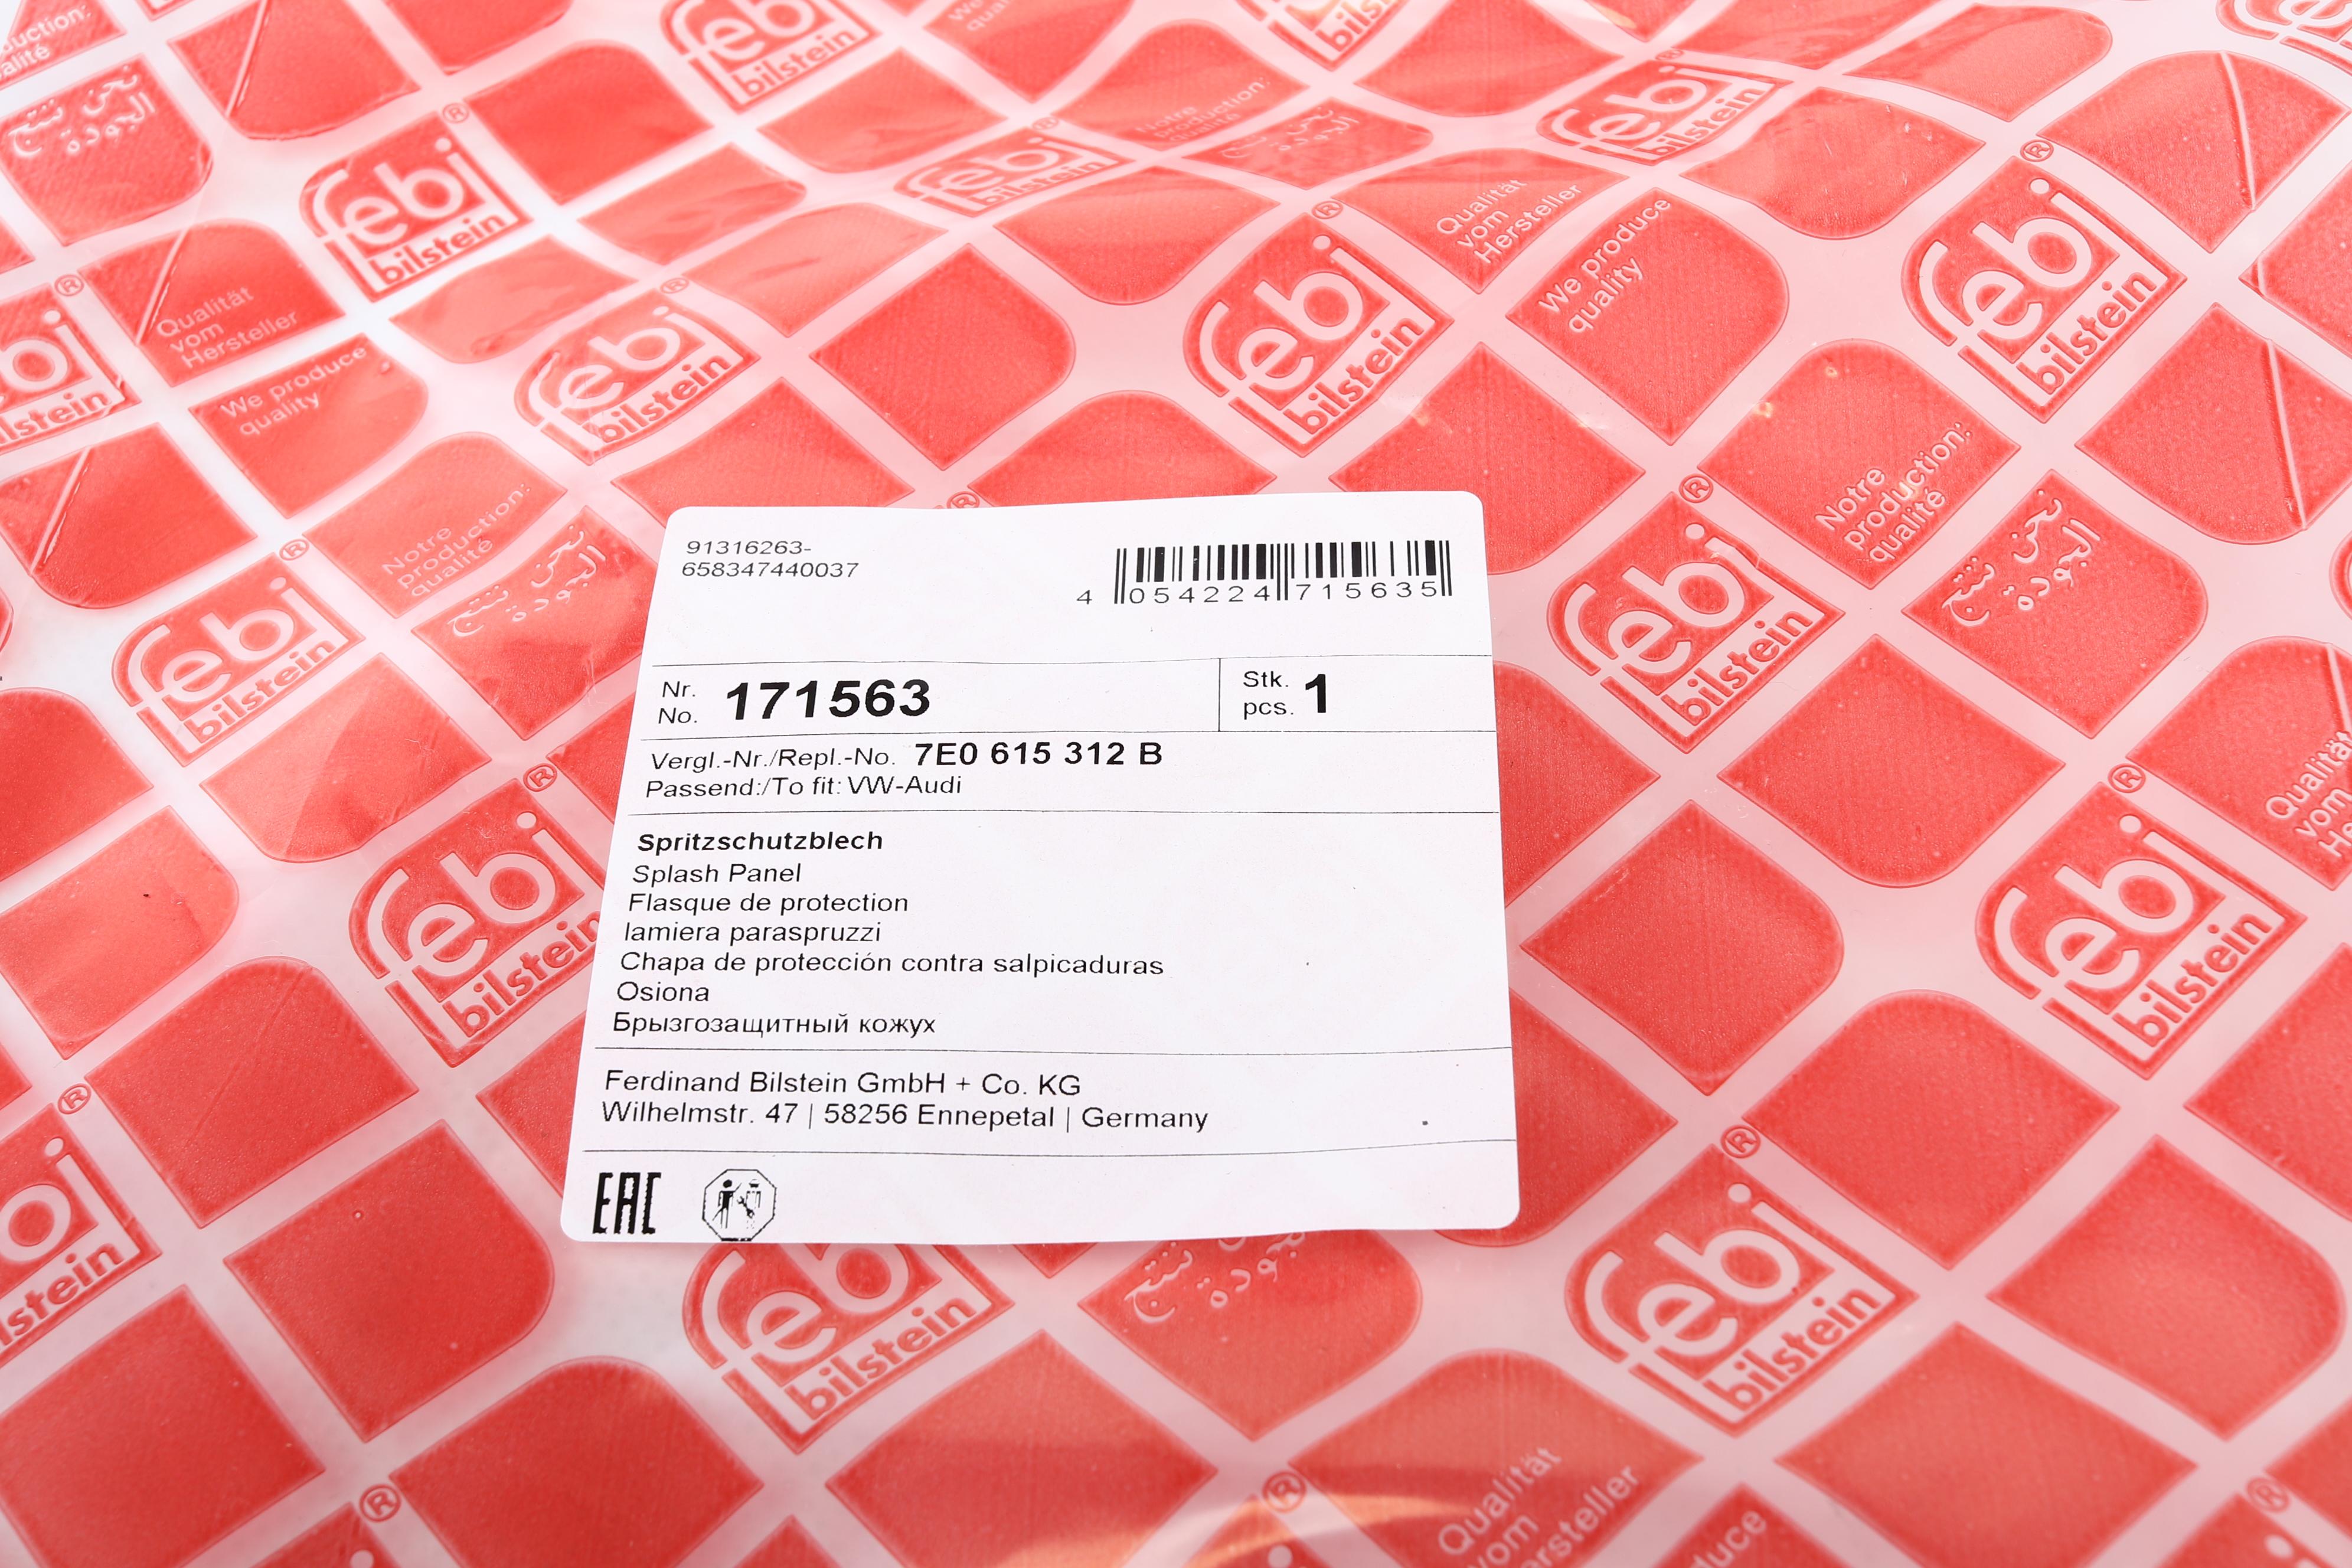 91316263-
658347440037
4 054224 715635
Nr.
No. 171563
Stk.
pcs. 1
Vergl.-Nr./Repl.-No. 7E0 615 312 B
Passend:/To fit: VW-Audi
Spritzschutzblech
Splash Panel
Flasque de protection
lamiera paraspruzzi
Chapa de protección contra salpicaduras
Osiona
Брызгозащитный кожух
Ferdinand Bilstein GmbH + Co. KG
Wilhelmstr. 47 | 58256 Ennepetal | Germany
EAC
febi
bilstein
®
Qualität
vom
Hersteller
We produce
quality
Notre
production:
qualité
نحن ننتج
الجودة